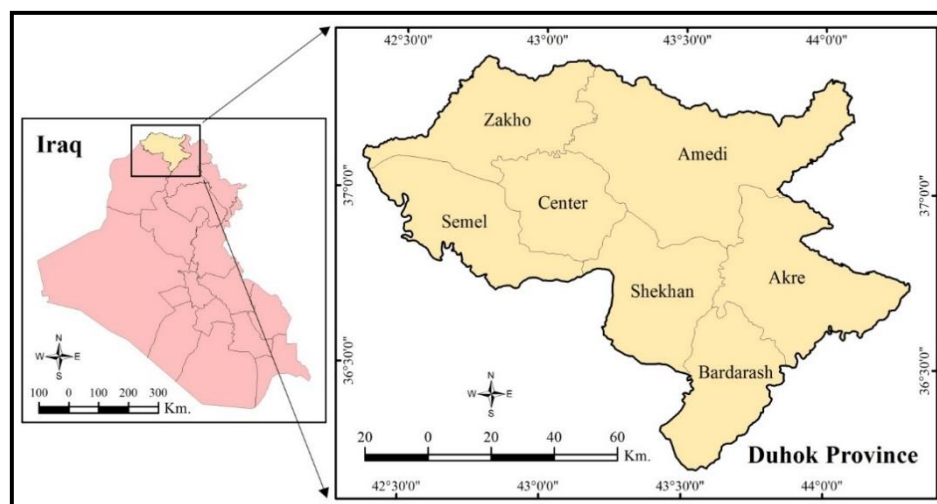 42°30'0" 43°0'0" 43°30'0" 44°0'0"
Iraq
N
W E
S
100 0 100 200 300
Km.
Zakho
Amedi
Center
Semel
Shekhan
Akre
Bardarash
37°0'0"
36°30'0"
37°0'0"
36°30'0"
N
W E
S
20 0 20 40 60
Km.
Duhok Province
42°30'0" 43°0'0" 43°30'0" 44°0'0"